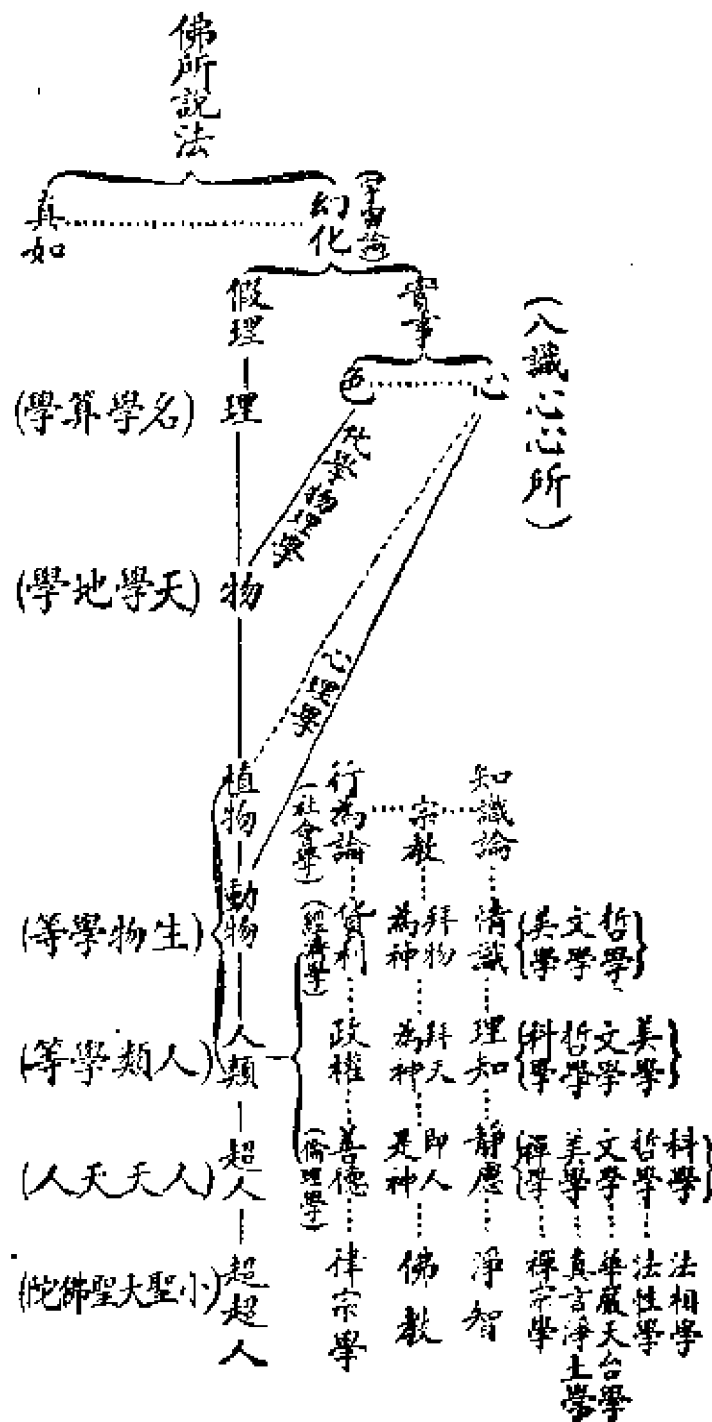 佛所說法
真如
幻化
(宇宙論)
假理
實事
色
心
(八識心心所)
(學算學名)
理
化學物理學
(學地學天)
物
心理學
植物
動物
(等學物生)
人類
(等學類人)
超人
(人天天人)
超超人
(陀佛聖大聖小)
行為論
(社會學)
宗教
知識論
貨利
(經濟學)
拜物為神
情識
哲學
文學
美學
政權
拜天為神
理知
美學
文學
哲學
科學
善德
(倫理學)
即人是神
靜慮
科學
哲學
文學
美學
禪學
律宗學
佛教
淨智
法相學
法性學
華嚴天台學
真言淨土學
禪宗學